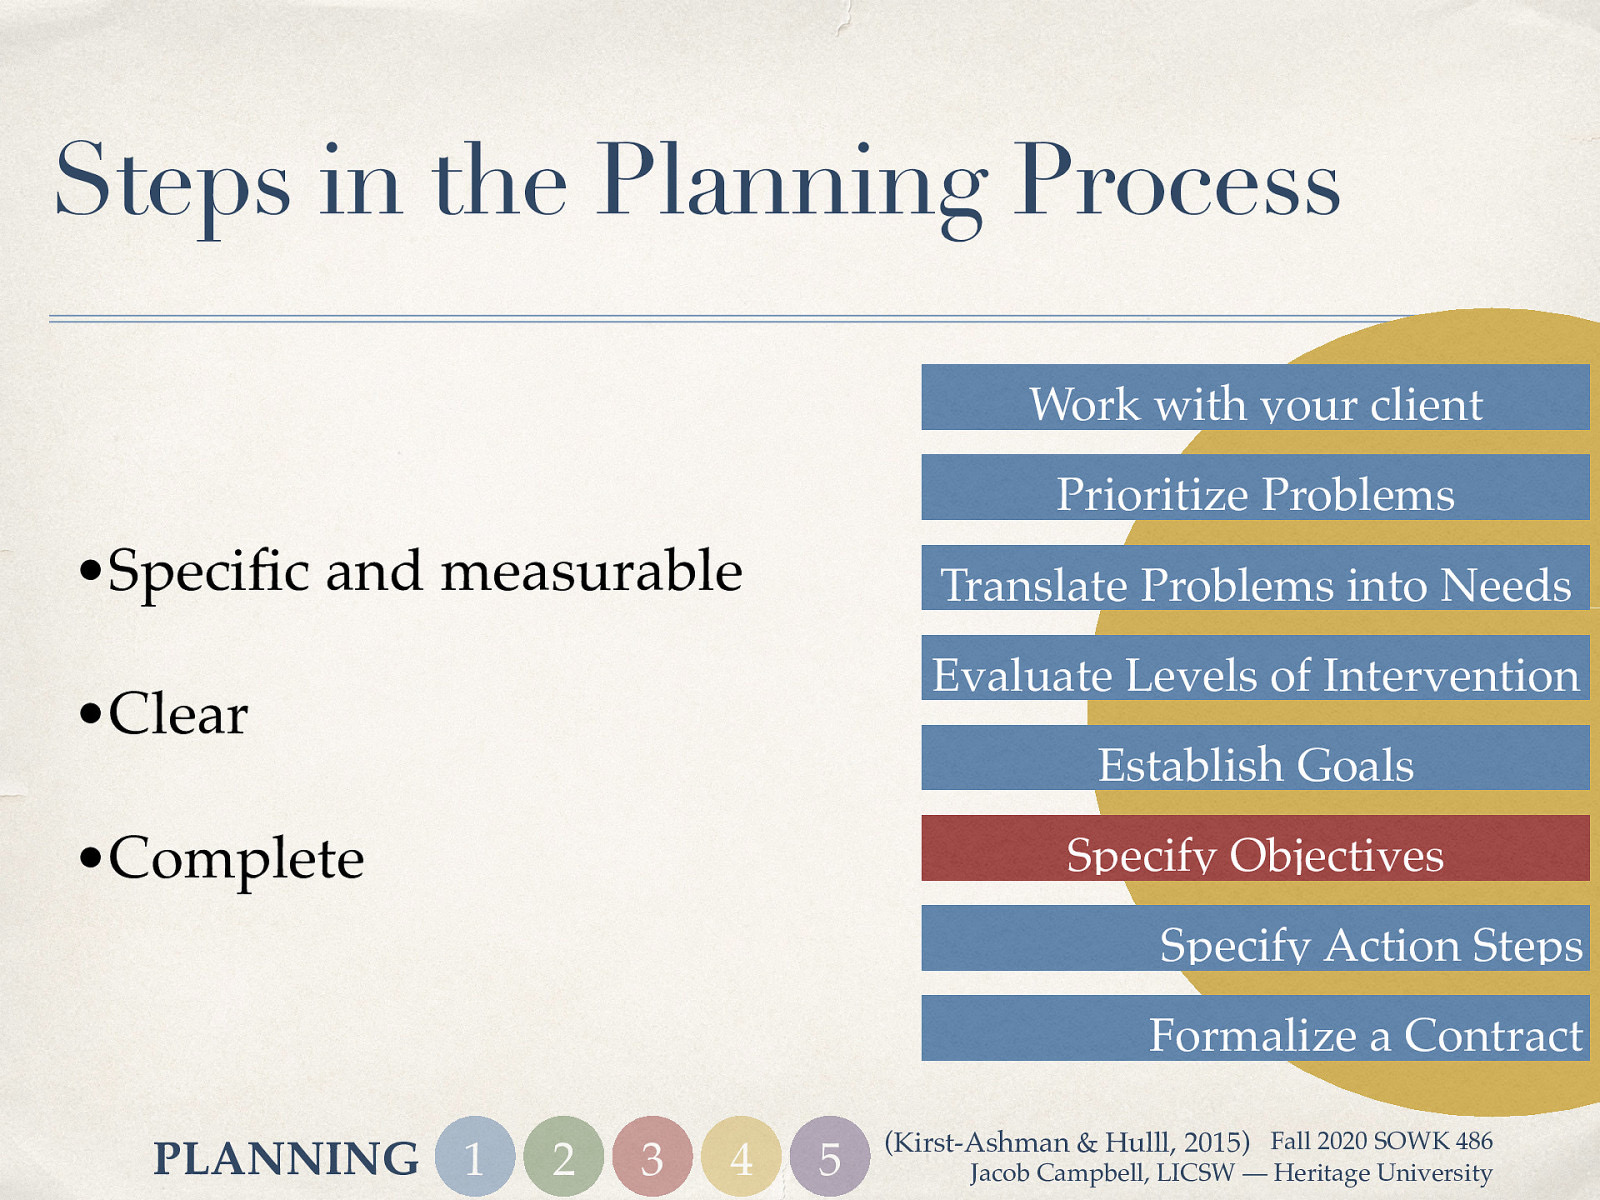 Steps in the Planning Process
•Specific and measurable
•Clear
•Complete
Work with your client
Prioritize Problems
Translate Problems into Needs
Evaluate Levels of Intervention
Establish Goals
Specify Objectives
Specify Action Steps
Formalize a Contract
PLANNING 1 2 3 4 5
(Kirst-Ashman & Hulll, 2015) Fall 2020 SOWK 486
Jacob Campbell, LICSW — Heritage University